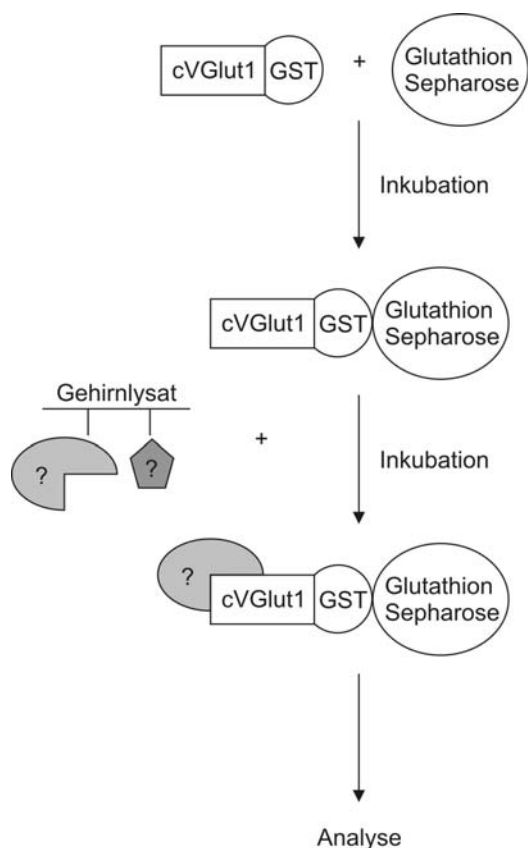 cVGlut1 GST + Glutathion
Sepharose
Inkubation
cVGlut1 GST Glutathion
Sepharose
Gehirnlysat
+
? ?
Inkubation
?
cVGlut1 GST Glutathion
Sepharose
Analyse